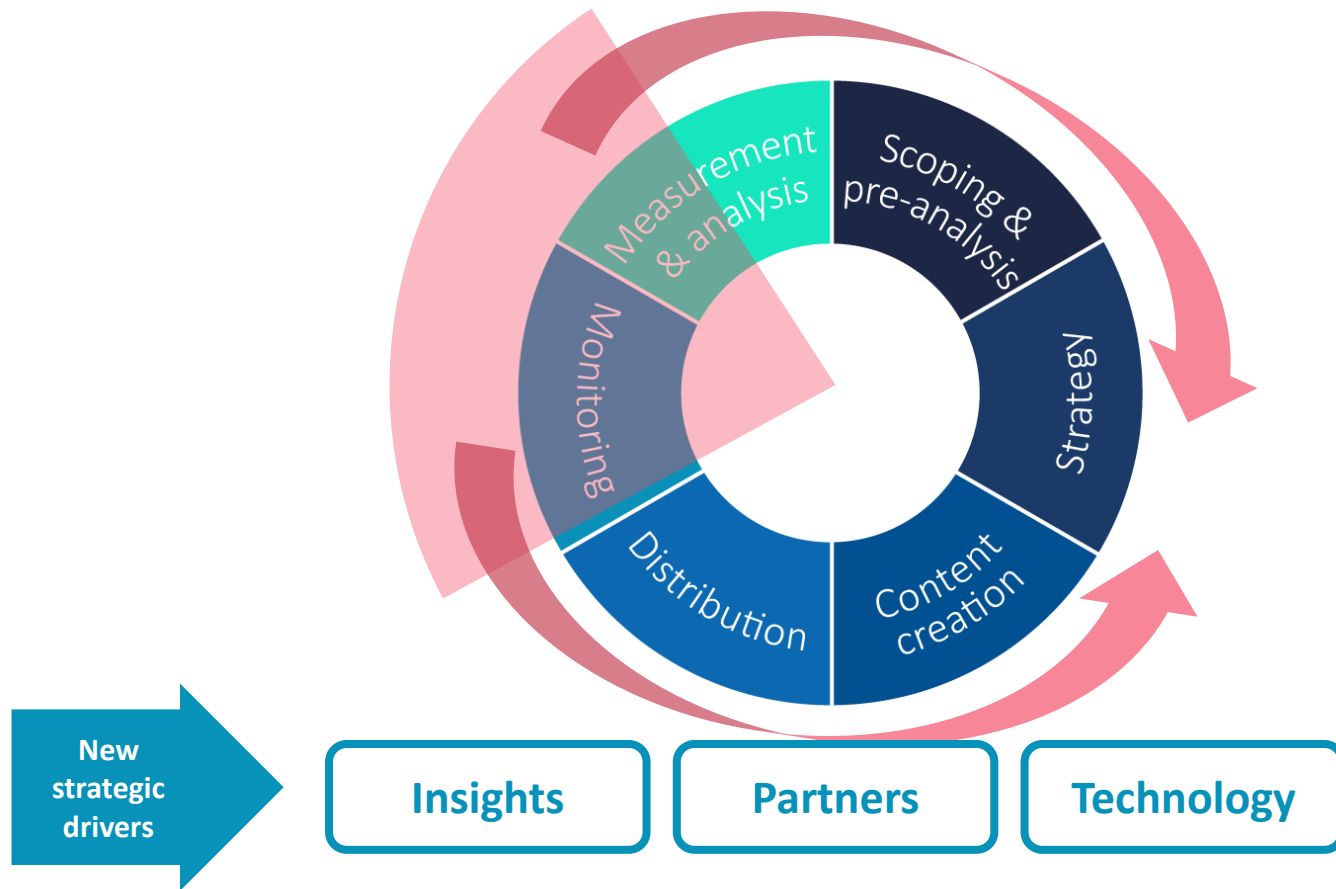 Measurement
& analysis
Scoping &
pre-analysis
Strategy
Content
creation
Distribution
Monitoring
New
strategic
drivers
Insights
Partners
Technology